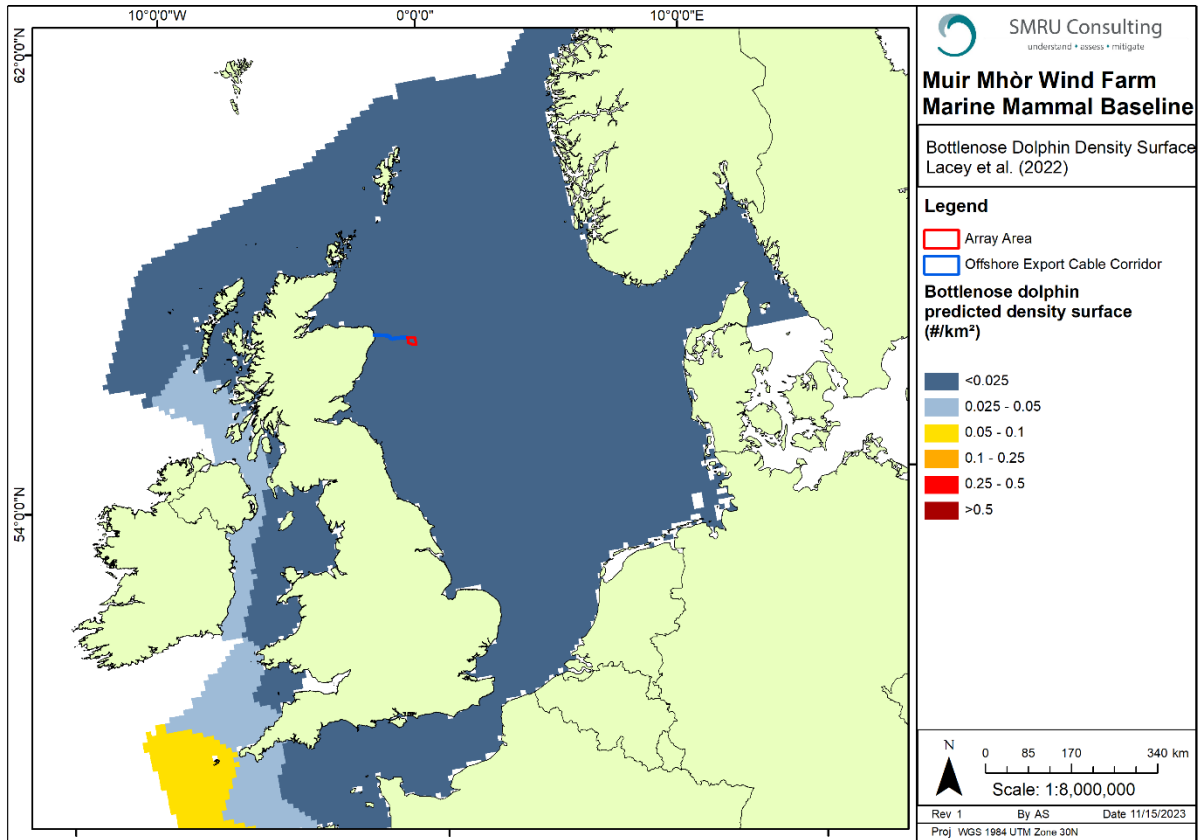 10°0'0"W
0°0'0"
10°0'0"E
62°0'0"N
54°0'0"N
SMRU Consulting
understand • assess • mitigate
Muir Mhòr Wind Farm
Marine Mammal Baseline
Bottlenose Dolphin Density Surface
Lacey et al. (2022)
Legend
Array Area
Offshore Export Cable Corridor
Bottlenose dolphin
predicted density surface
(#/km²)
<0.025
0.025 - 0.05
0.05 - 0.1
0.1 - 0.25
0.25 - 0.5
>0.5
N
0 85 170 340 km
Scale: 1:8,000,000
Rev 1 By AS Date 11/15/2023
Proj WGS 1984 UTM Zone 30N